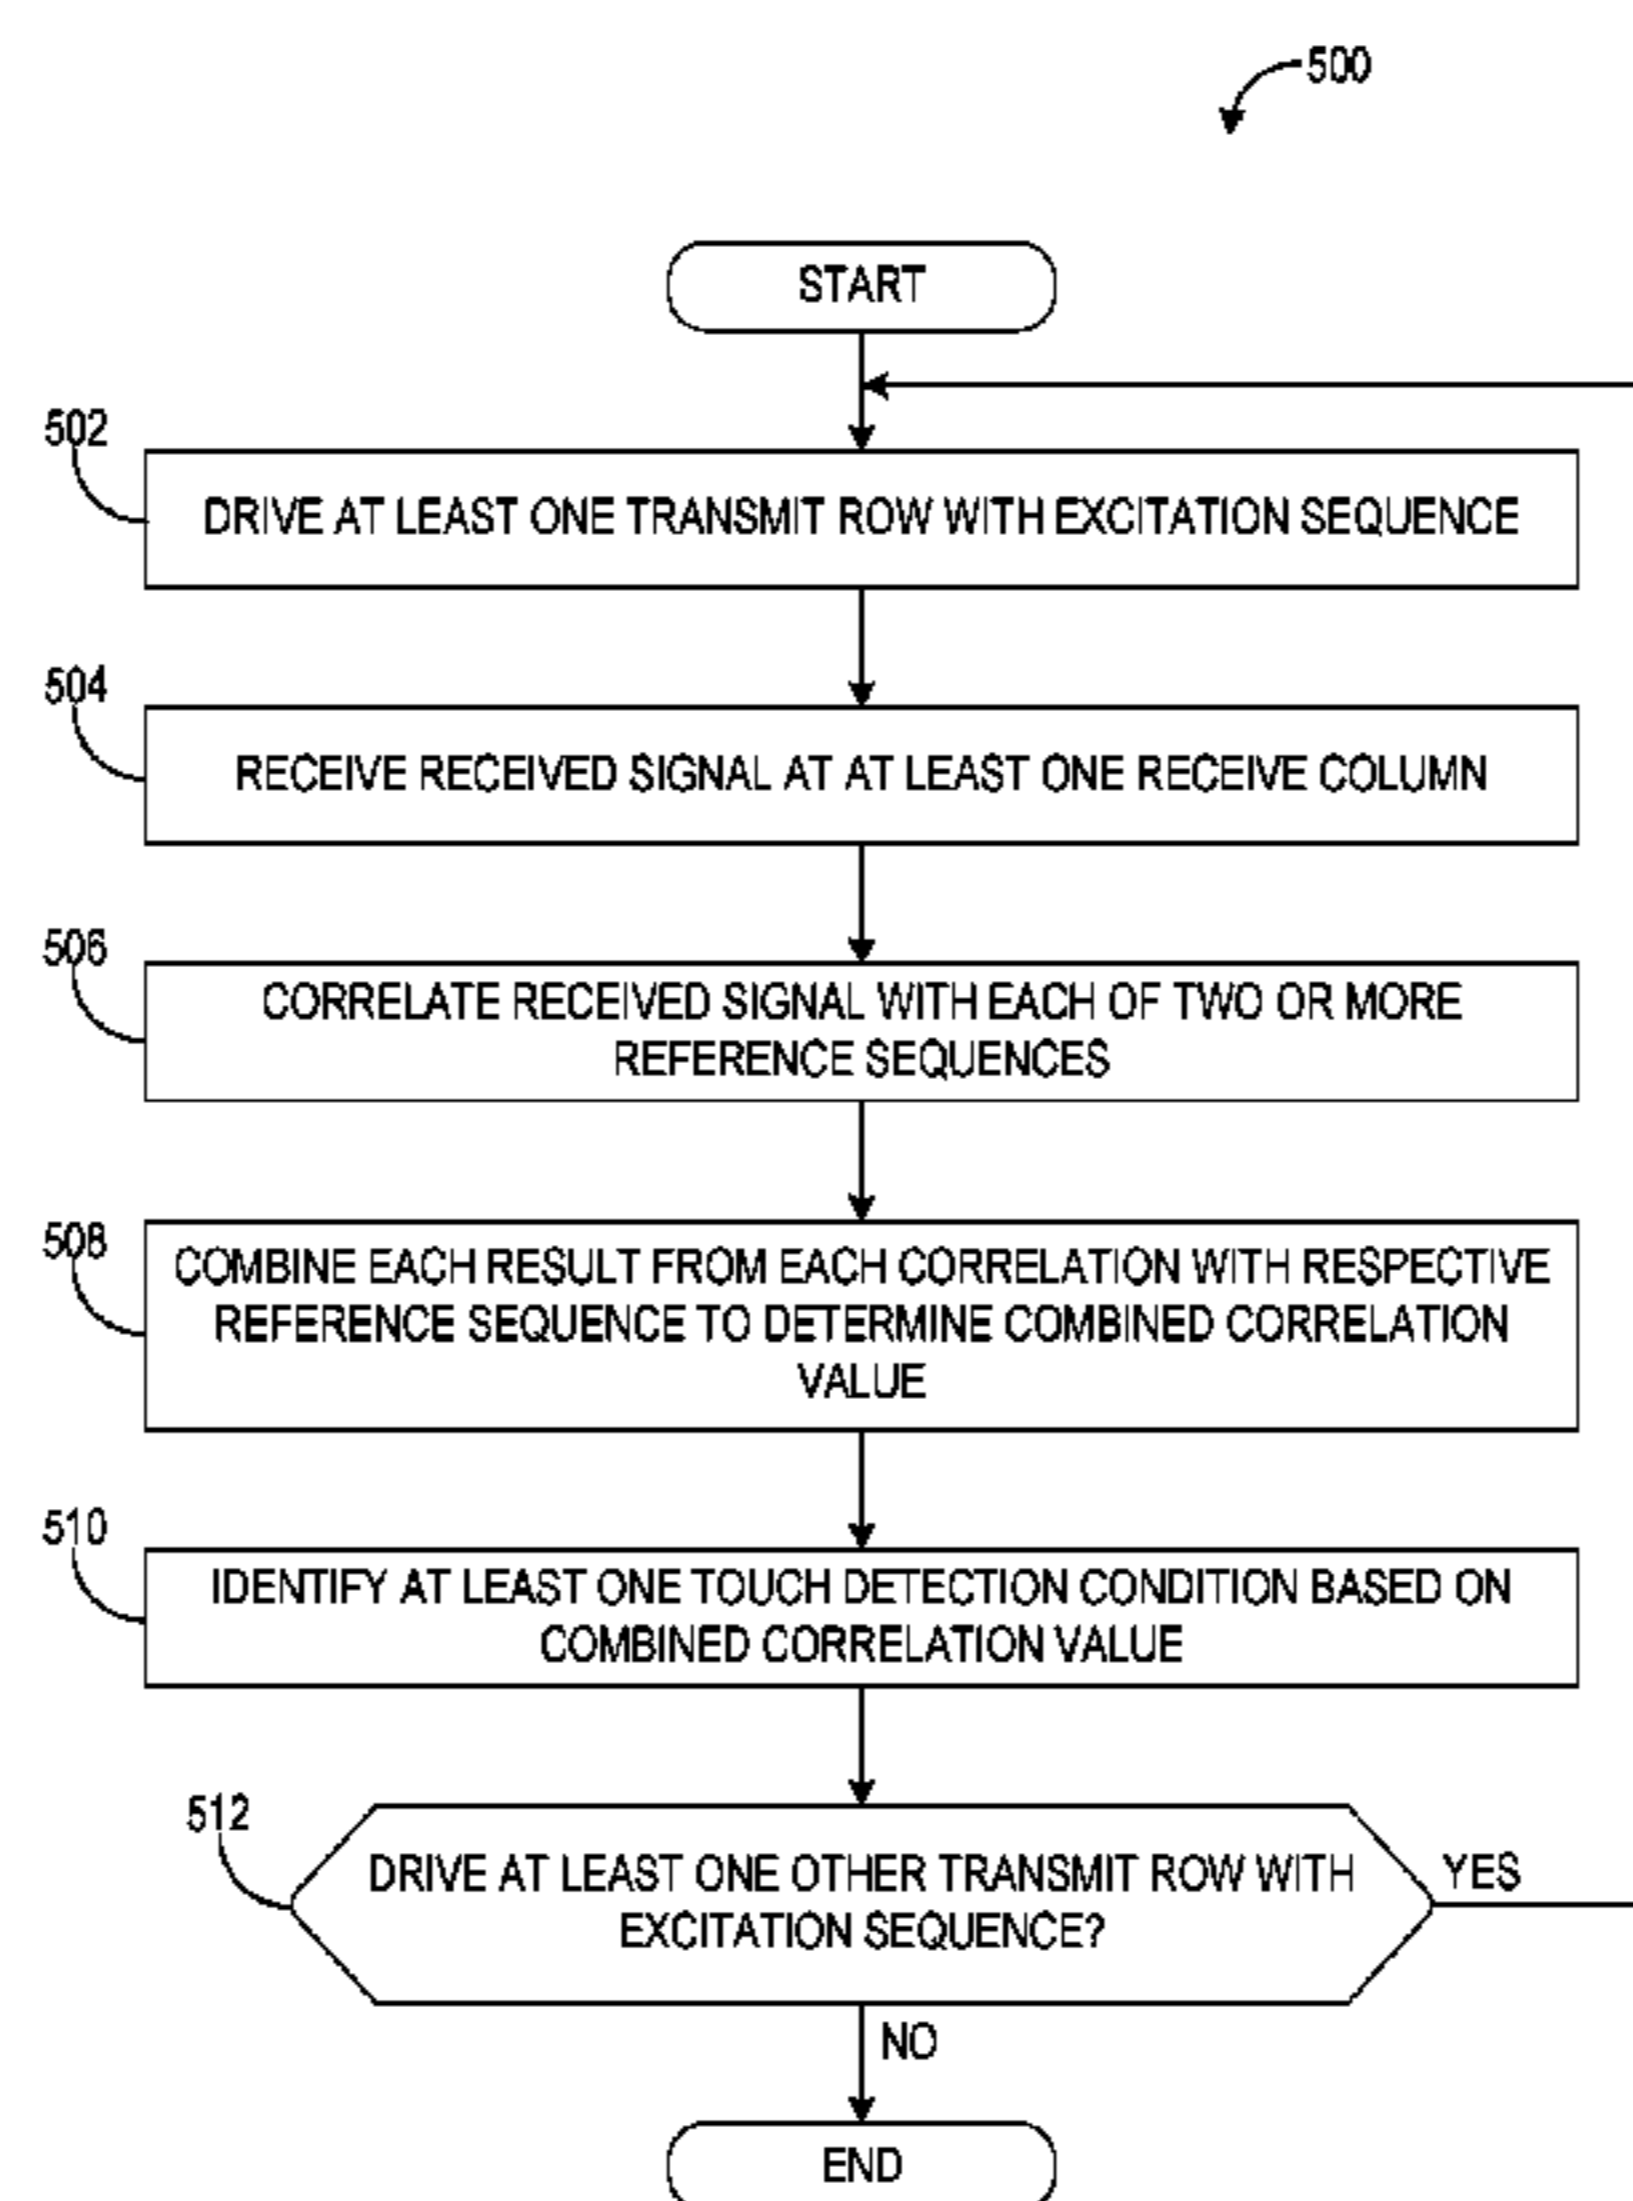 500
START
502
DRIVE AT LEAST ONE TRANSMIT ROW WITH EXCITATION SEQUENCE
504
RECEIVE RECEIVED SIGNAL AT AT LEAST ONE RECEIVE COLUMN
506
CORRELATE RECEIVED SIGNAL WITH EACH OF TWO OR MORE
REFERENCE SEQUENCES
508
COMBINE EACH RESULT FROM EACH CORRELATION WITH RESPECTIVE
REFERENCE SEQUENCE TO DETERMINE COMBINED CORRELATION
VALUE
510
IDENTIFY AT LEAST ONE TOUCH DETECTION CONDITION BASED ON
COMBINED CORRELATION VALUE
512
DRIVE AT LEAST ONE OTHER TRANSMIT ROW WITH
EXCITATION SEQUENCE?
YES
NO
END